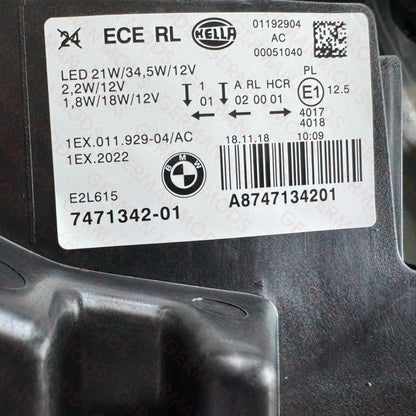 24 ECE RL HELLA 01192904
AC
00051040
LED 21W/34,5W/12V
2,2W/12V
1,8W/18W/12V
1 A RL HCR
01 02 00 01
PL
E1 12.5
4017
4018
1EX.011.929-04/AC
1EX.2022
18.11.18 10:09
E2L615
BMW
7471342-01
A8747134201